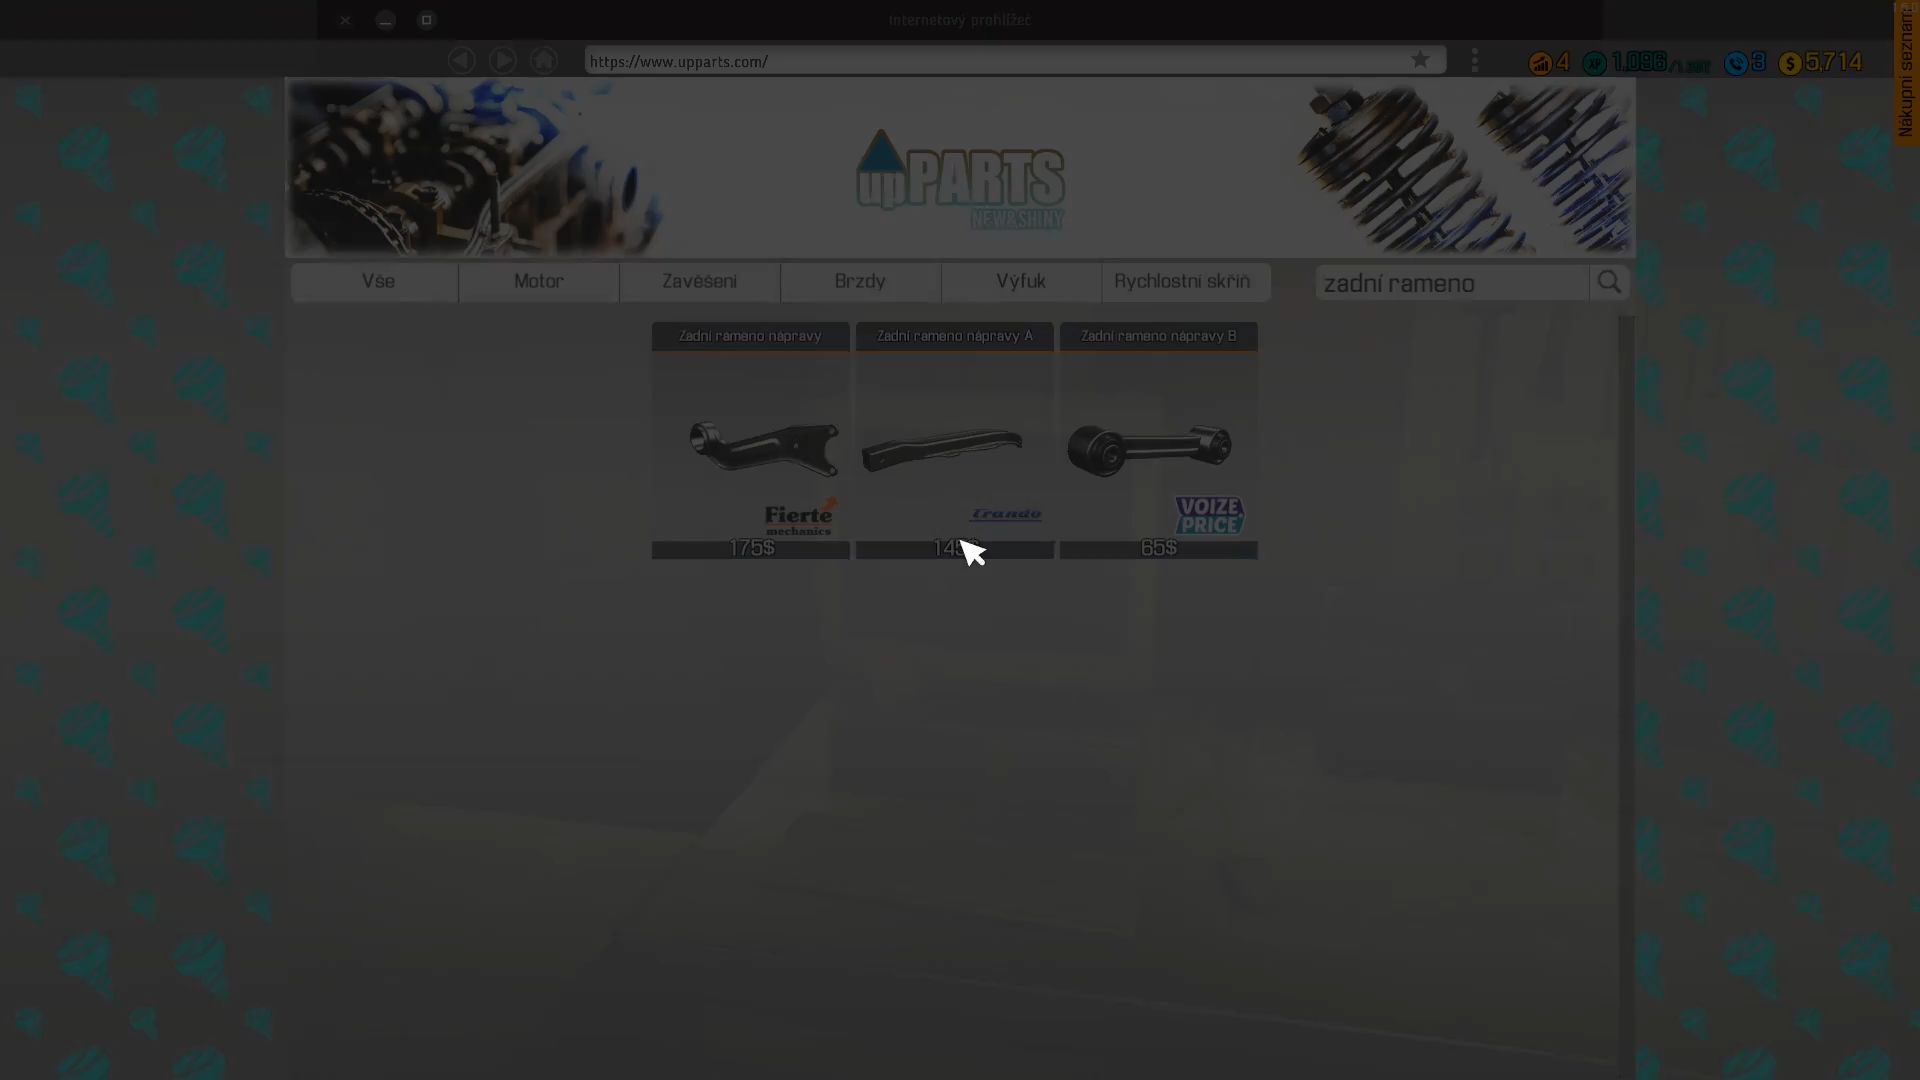 Internetový prohlížeč
https://www.upparts.com/
4
XP
1,096
3
$
5,714
Nákupní seznam
upPARTS
NEW&SHINY
Vše
Motor
Zavěšení
Brzdy
Výfuk
Rychlostní skříň
zadní rameno
Zadní rameno nápravy
Zadní rameno nápravy A
Zadní rameno nápravy B
Fierte
mechanics
Trando
VOIZE
PRICE
175$
145$
65$